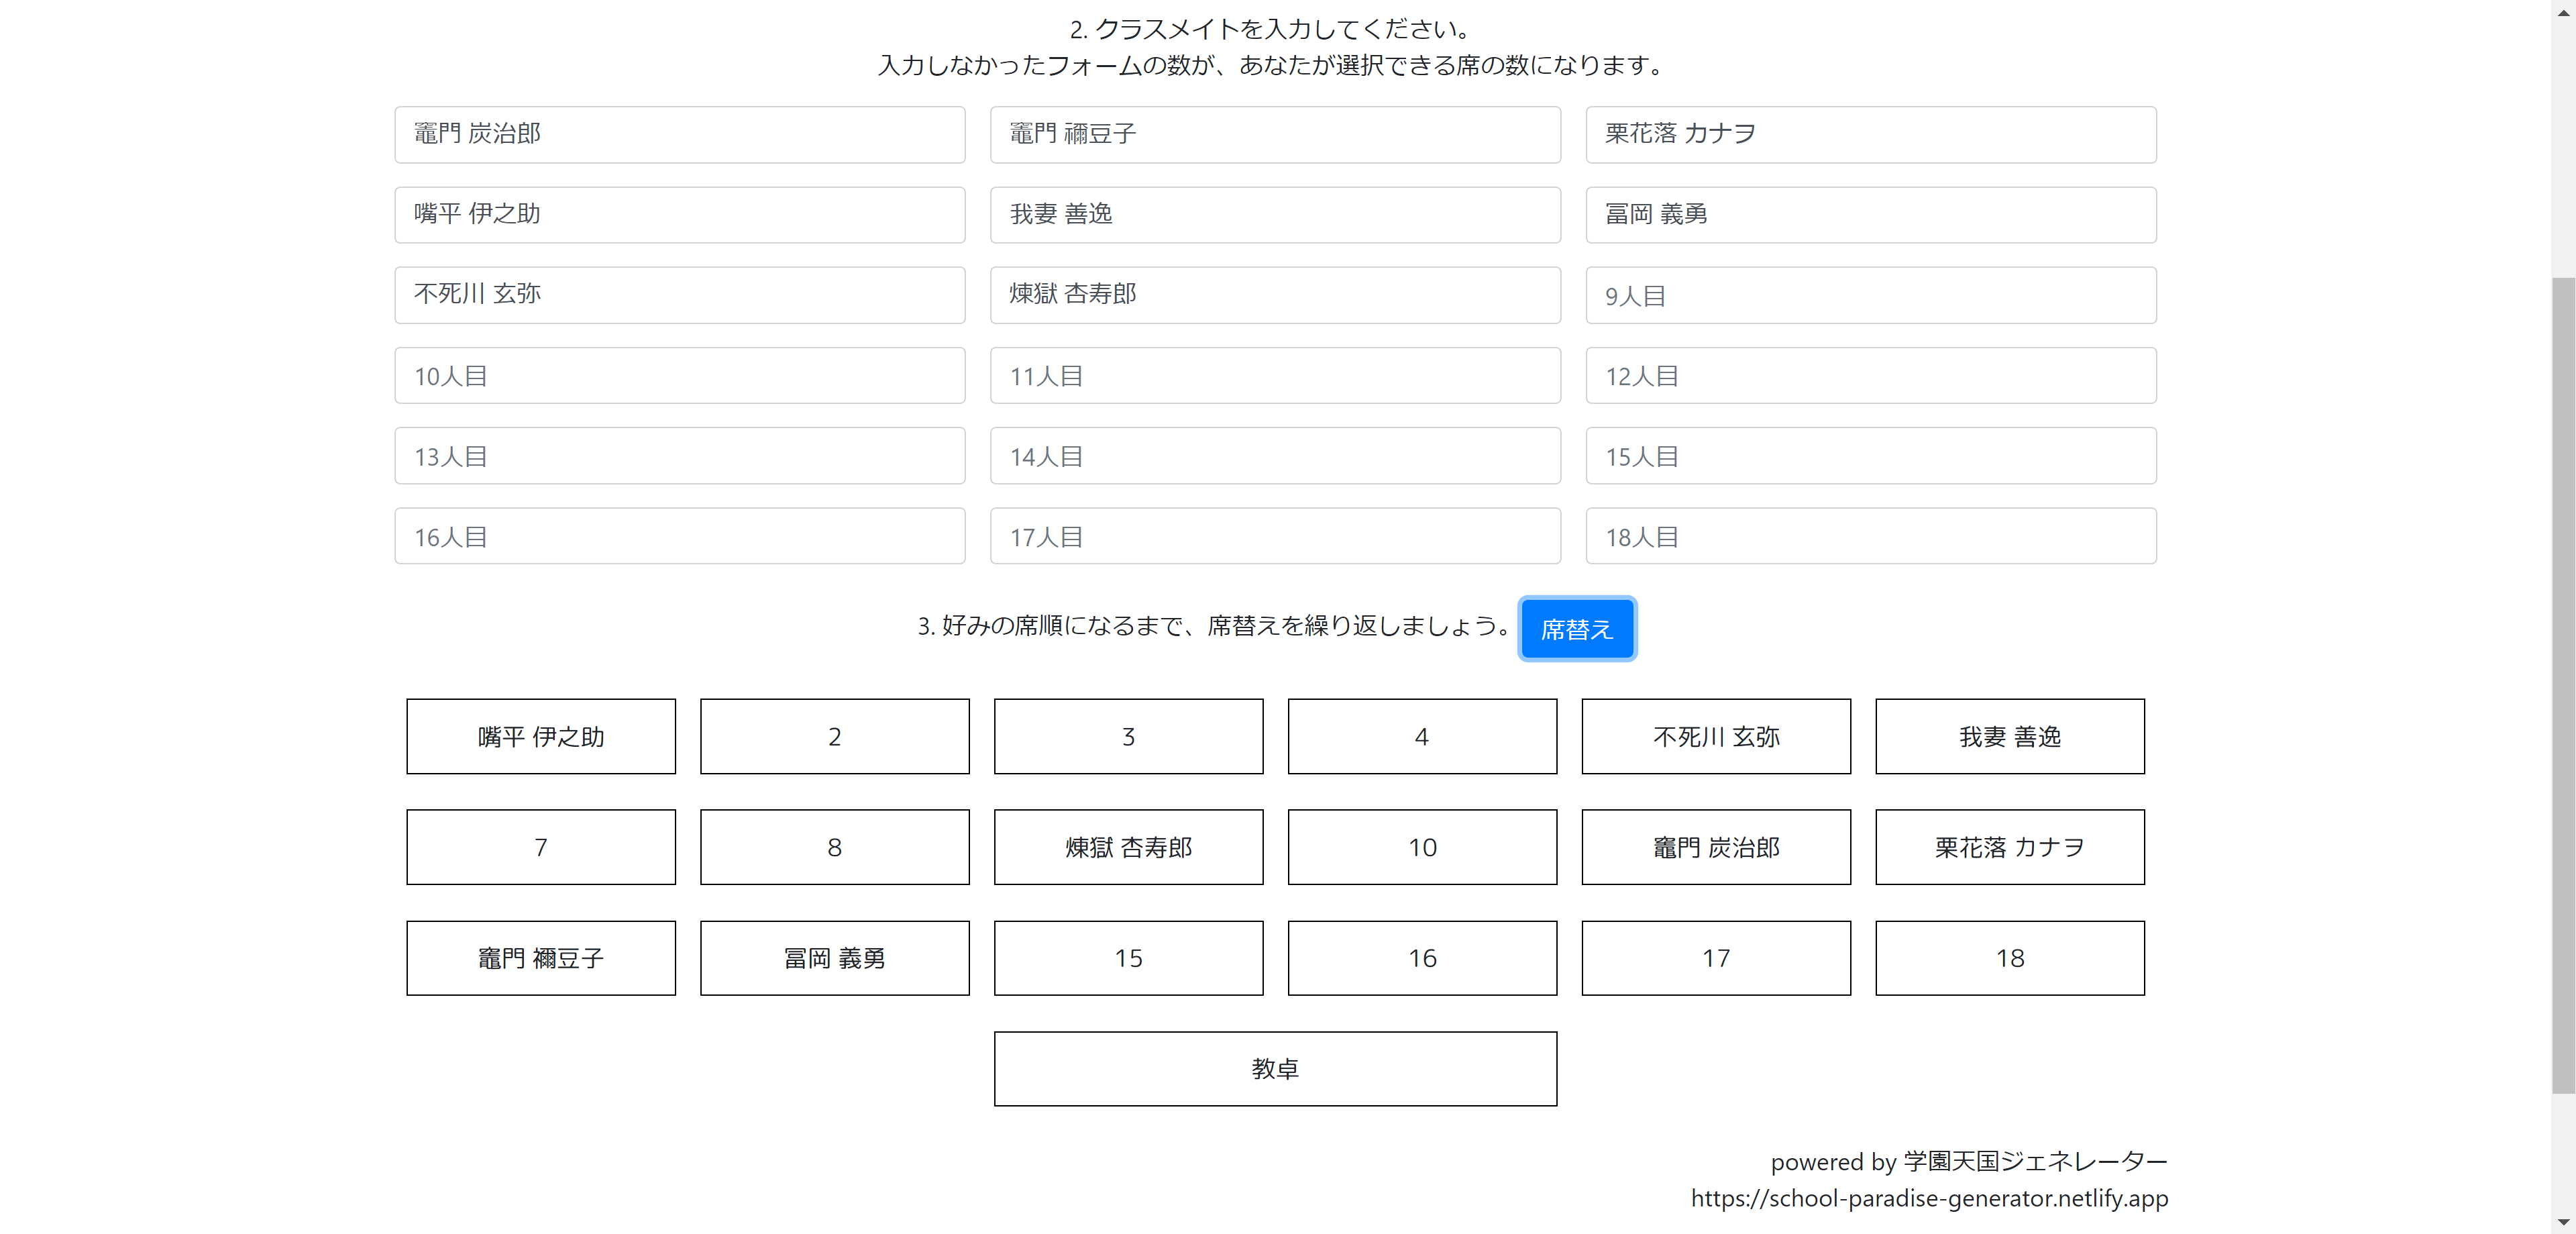 2. クラスメイトを入力してください。
入力しなかったフォームの数が、あなたが選択できる席の数になります。
竈門 炭治郎 竈門 禰豆子 栗花落 カナヲ
嘴平 伊之助 我妻 善逸 冨岡 義勇
不死川 玄弥 煉獄 杏寿郎 9人目
10人目 11人目 12人目
13人目 14人目 15人目
16人目 17人目 18人目
3. 好みの席順になるまで、席替えを繰り返しましょう。 席替え
嘴平 伊之助 2 3 4 不死川 玄弥 我妻 善逸
7 8 煉獄 杏寿郎 10 竈門 炭治郎 栗花落 カナヲ
竈門 禰豆子 冨岡 義勇 15 16 17 18
教卓
powered by 学園天国ジェネレーター
https://school-paradise-generator.netlify.app